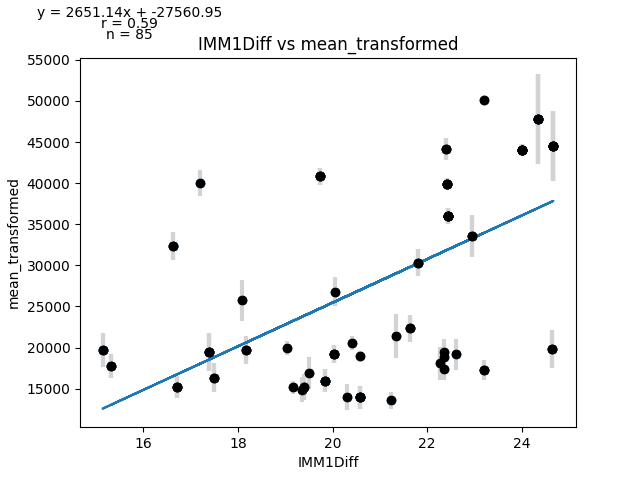 y = 2651.14x + -27560.95
r = 0.59
n = 85
IMM1Diff vs mean_transformed
55000
50000
45000
40000
35000
30000
25000
20000
15000
mean_transformed
16 18 20 22 24
IMM1Diff